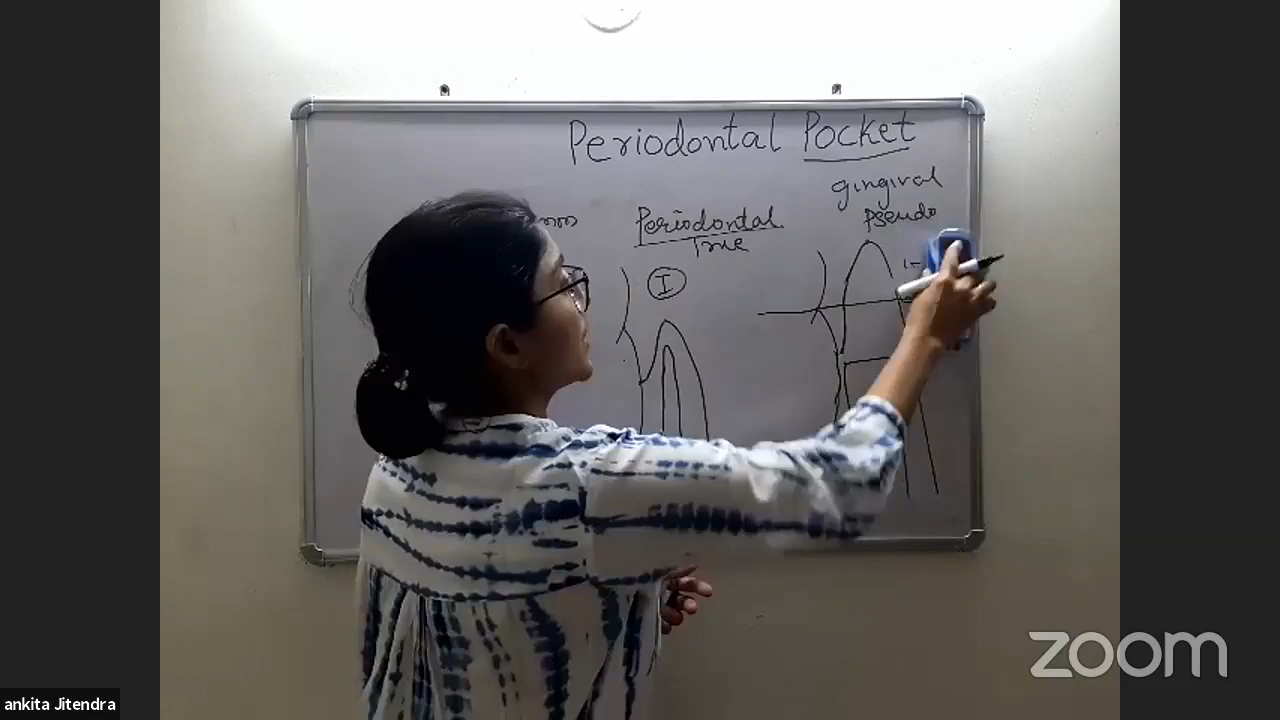 Periodontal Pocket
gingival
Pseudo
Periodontal
True
I
zoom
ankita Jitendra